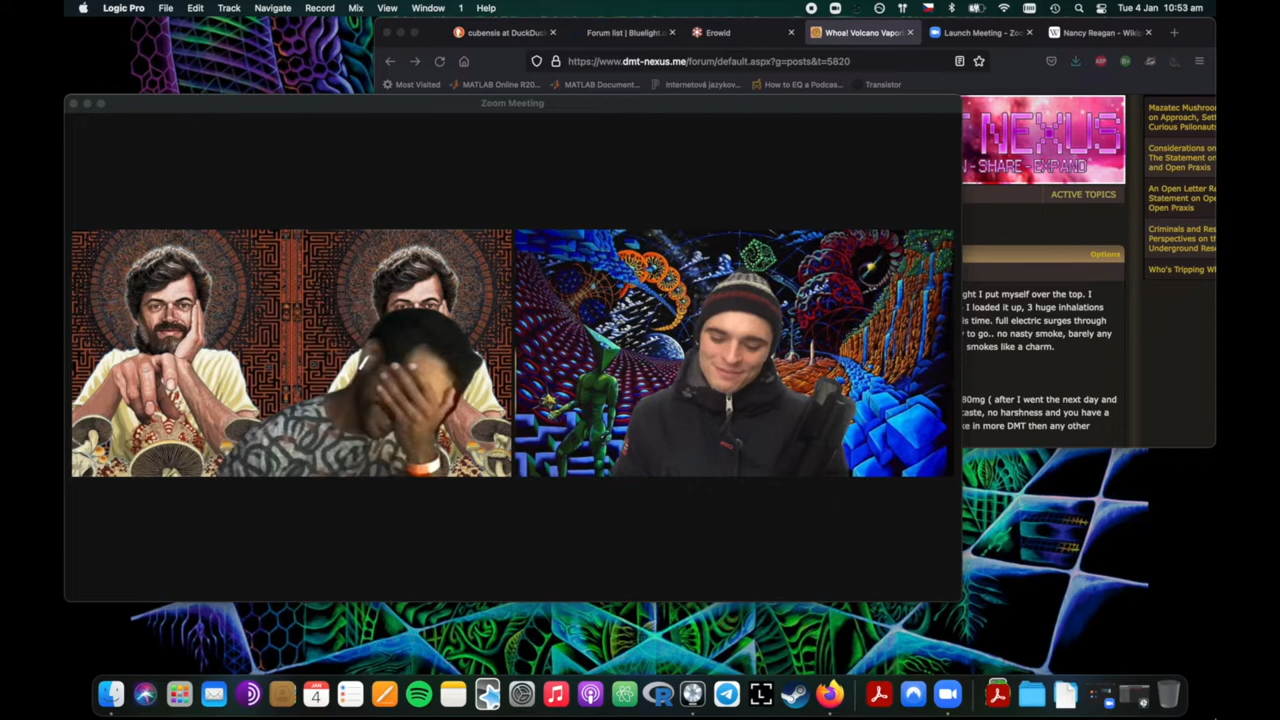 Logic Pro File Edit Track Navigate Record Mix View Window 1 Help Tue 4 Jan 10:53 am
cubensis at DuckDuc Forum list | Bluelight.c Erowid Whoa! Volcano Vapori Launch Meeting - Zoo Nancy Reagan - Wiki
https://www.dmt-nexus.me/forum/default.aspx?g=posts&t=5820
Most Visited MATLAB Online R20... MATLAB Document... Internetová jazykov... How to EQ a Podcas... Transistor
Zoom Meeting
NEXUS
- SHARE - EXPAND
ACTIVE TOPICS
Options
ght I put myself over the top. I
I loaded it up, 3 huge inhalations
is time. full electric surges through
y to go.. no nasty smoke, barely any
smokes like a charm.
80mg ( after I went the next day and
taste, no harshness and you have a
ke in more DMT then any other
Mazatec Mushroo
on Approach, Set
Curious Psilonauts
Considerations on
The Statement on
and Open Praxis
An Open Letter Re
Statement on Ope
Open Praxis
Criminals and Res
Perspectives on th
Underground Rese
Who's Tripping W
JAN
4